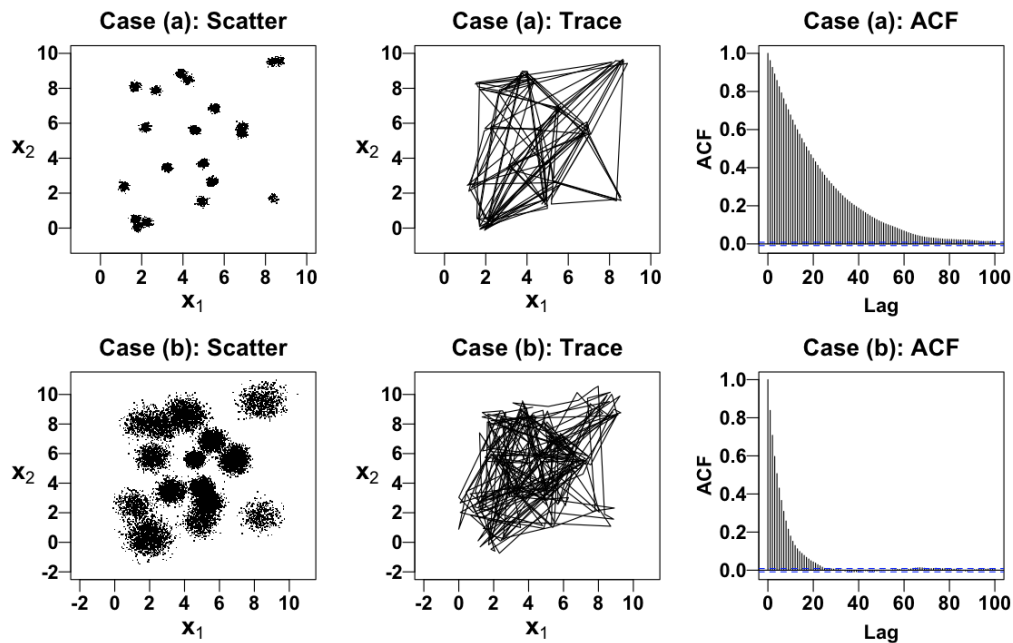 Case (a): Scatter
10
8
6
4
2
0
x2
0 2 4 6 8 10
x1
Case (a): Trace
10
8
6
4
2
0
x2
0 2 4 6 8 10
x1
Case (a): ACF
1.0
0.8
0.6
0.4
0.2
0.0
ACF
0 20 40 60 80 100
Lag
Case (b): Scatter
10
8
6
4
2
0
-2
x2
-2 0 2 4 6 8 10
x1
Case (b): Trace
10
8
6
4
2
0
-2
x2
-2 0 2 4 6 8 10
x1
Case (b): ACF
1.0
0.8
0.6
0.4
0.2
0.0
ACF
0 20 40 60 80 100
Lag